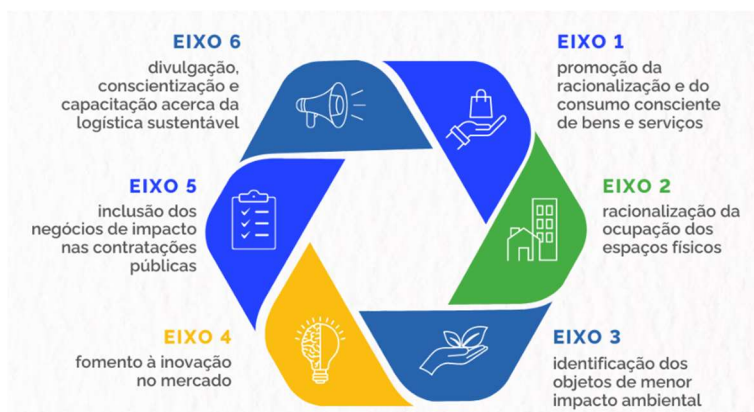 EIXO 1
promoção da
racionalização e do
consumo consciente
de bens e serviços
EIXO 2
racionalização da
ocupação dos
espaços físicos
EIXO 3
identificação dos
objetos de menor
impacto ambiental
EIXO 4
fomento à inovação
no mercado
EIXO 5
inclusão dos
negócios de impacto
nas contratações
públicas
EIXO 6
divulgação,
conscientização e
capacitação acerca da
logística sustentável